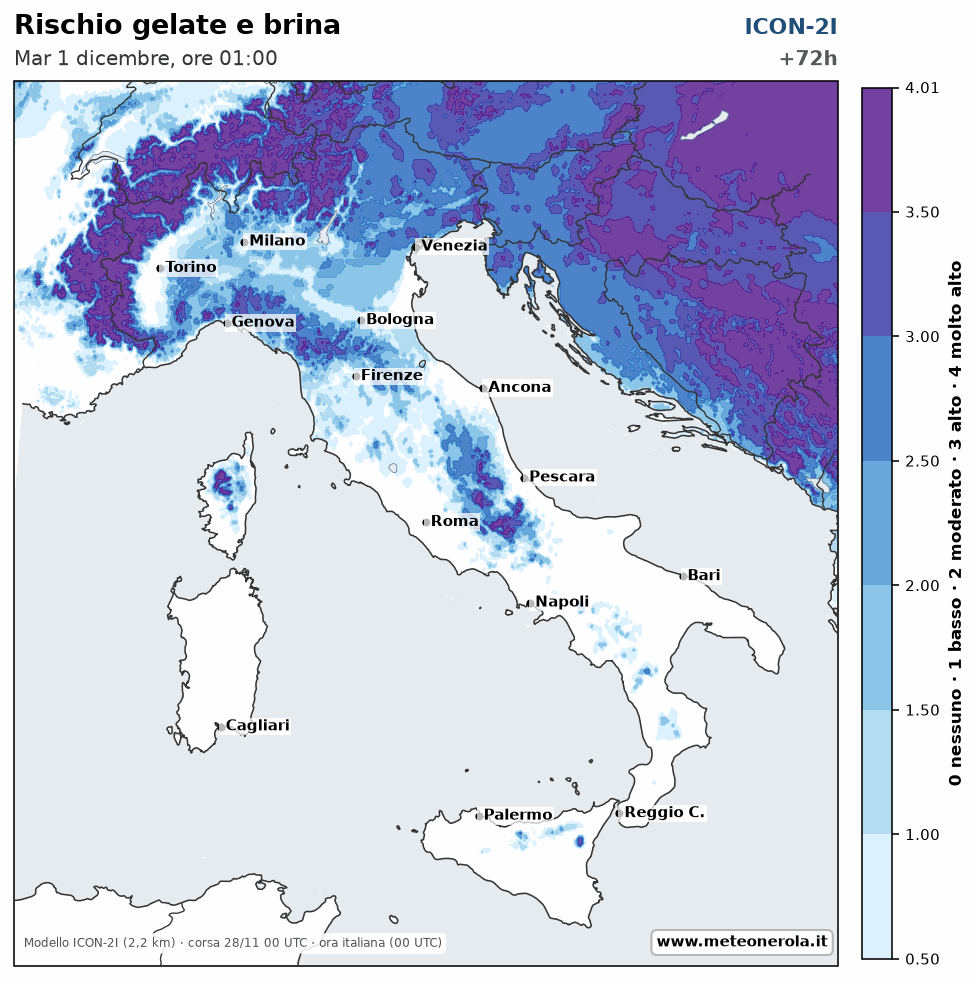 Rischio gelate e brina
ICON-2I
Mar 1 dicembre, ore 01:00
+72h
4.01
3.50
3.00
2.50
2.00
1.50
1.00
0.50
0 nessuno · 1 basso · 2 moderato · 3 alto · 4 molto alto
Milano
Venezia
Torino
Genova
Bologna
Firenze
Ancona
Pescara
Roma
Bari
Napoli
Cagliari
Palermo
Reggio C.
Modello ICON-2I (2,2 km) · corsa 28/11 00 UTC · ora italiana (00 UTC)
www.meteonerola.it